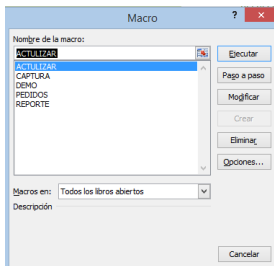 Macro
?
Nombre de la macro:
ACTULIZAR
ACTULIZAR
CAPTURA
DEMO
PEDIDOS
REPORTE
Ejecutar
Paso a paso
Modificar
Crear
Eliminar
Opciones...
Macros en: Todos los libros abiertos
Descripción
Cancelar